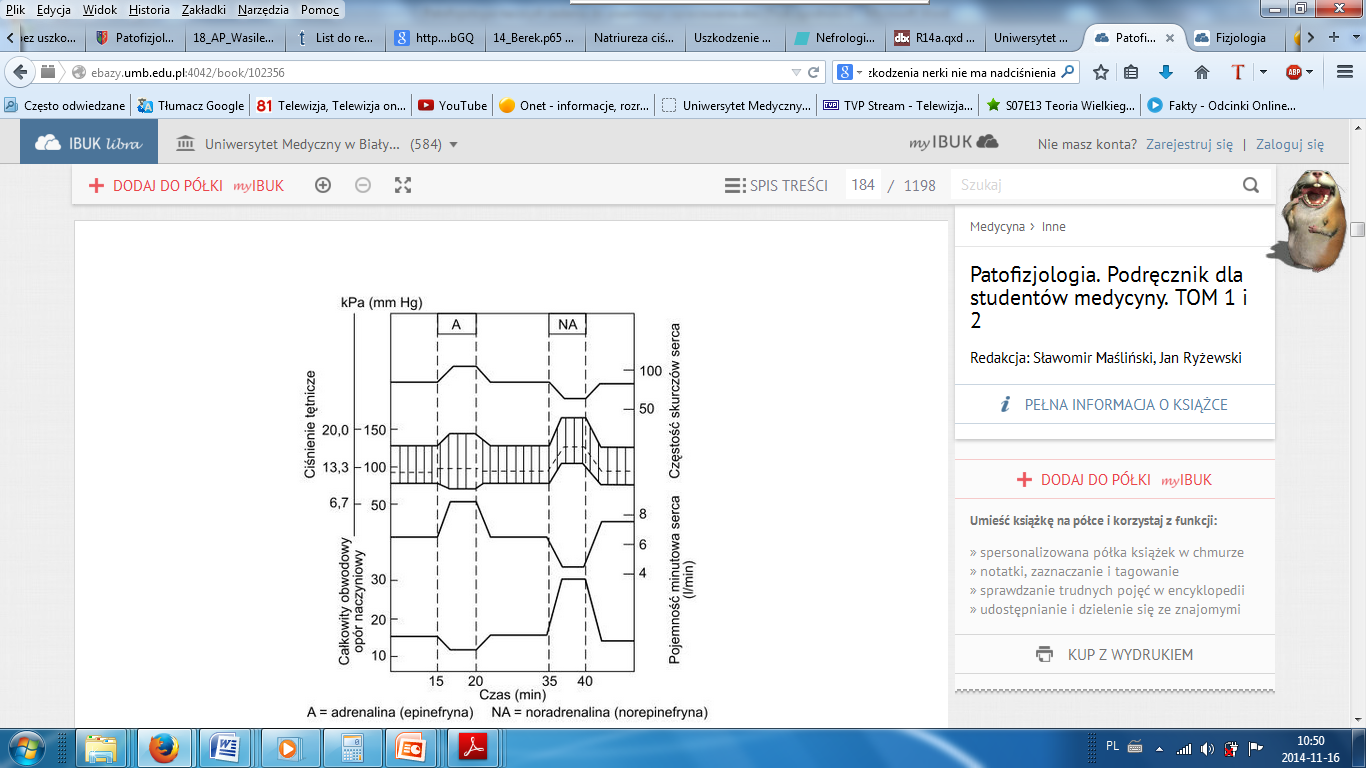 Plik Edycja Widok Historia Zakładki Narzędzia Pomoc
ez uszko... Patofizjol... 18_AP_Wasile... List do re... http....bGQ 14_Berek.p65 ... Natriureza ciś... Uszkodzenie ... Nefrologi... R14a.qxd ... Uniwersytet ... Patofi... Fizjologia
ebazy.umb.edu.pl:4042/book/102356
zkodzenia nerki nie ma nadciśnienia
Często odwiedzane Tłumacz Google 81 Telewizja, Telewizja on... YouTube Onet - informacje, rozr... Uniwersytet Medyczny... TVP Stream - Telewizja... S07E13 Teoria Wielkieg... Fakty - Odcinki Online...
IBUK libra Uniwersytet Medyczny w Biały... (584) my IBUK Nie masz konta? Zarejestruj się | Zaloguj się
+ DODAJ DO PÓŁKI myIBUK SPIS TREŚCI 184 / 1198 Szukaj
Medycyna › Inne
Patofizjologia. Podręcznik dla
studentów medycyny. TOM 1 i
2
Redakcja: Sławomir Maśliński, Jan Ryżewski
i PEŁNA INFORMACJA O KSIĄŻCE
+ DODAJ DO PÓŁKI myIBUK
Umieść książkę na półce i korzystaj z funkcji:
» spersonalizowana półka książek w chmurze
» notatki, zaznaczanie i tagowanie
» sprawdzanie trudnych pojęć w encyklopedii
» udostępnianie i dzielenie się ze znajomymi
KUP Z WYDRUKIEM
kPa (mm Hg)
A NA
Ciśnienie tętnicze
20,0 150
13,3 100
6,7 50
Całkowity obwodowy
opór naczyniowy
30
20
10
100
50
Częstość skurczów serca
8
6
4
Pojemność minutowa serca
(l/min)
15 20 35 40
Czas (min)
A = adrenalina (epinefryna) NA = noradrenalina (norepinefryna)
PL
10:50
2014-11-16